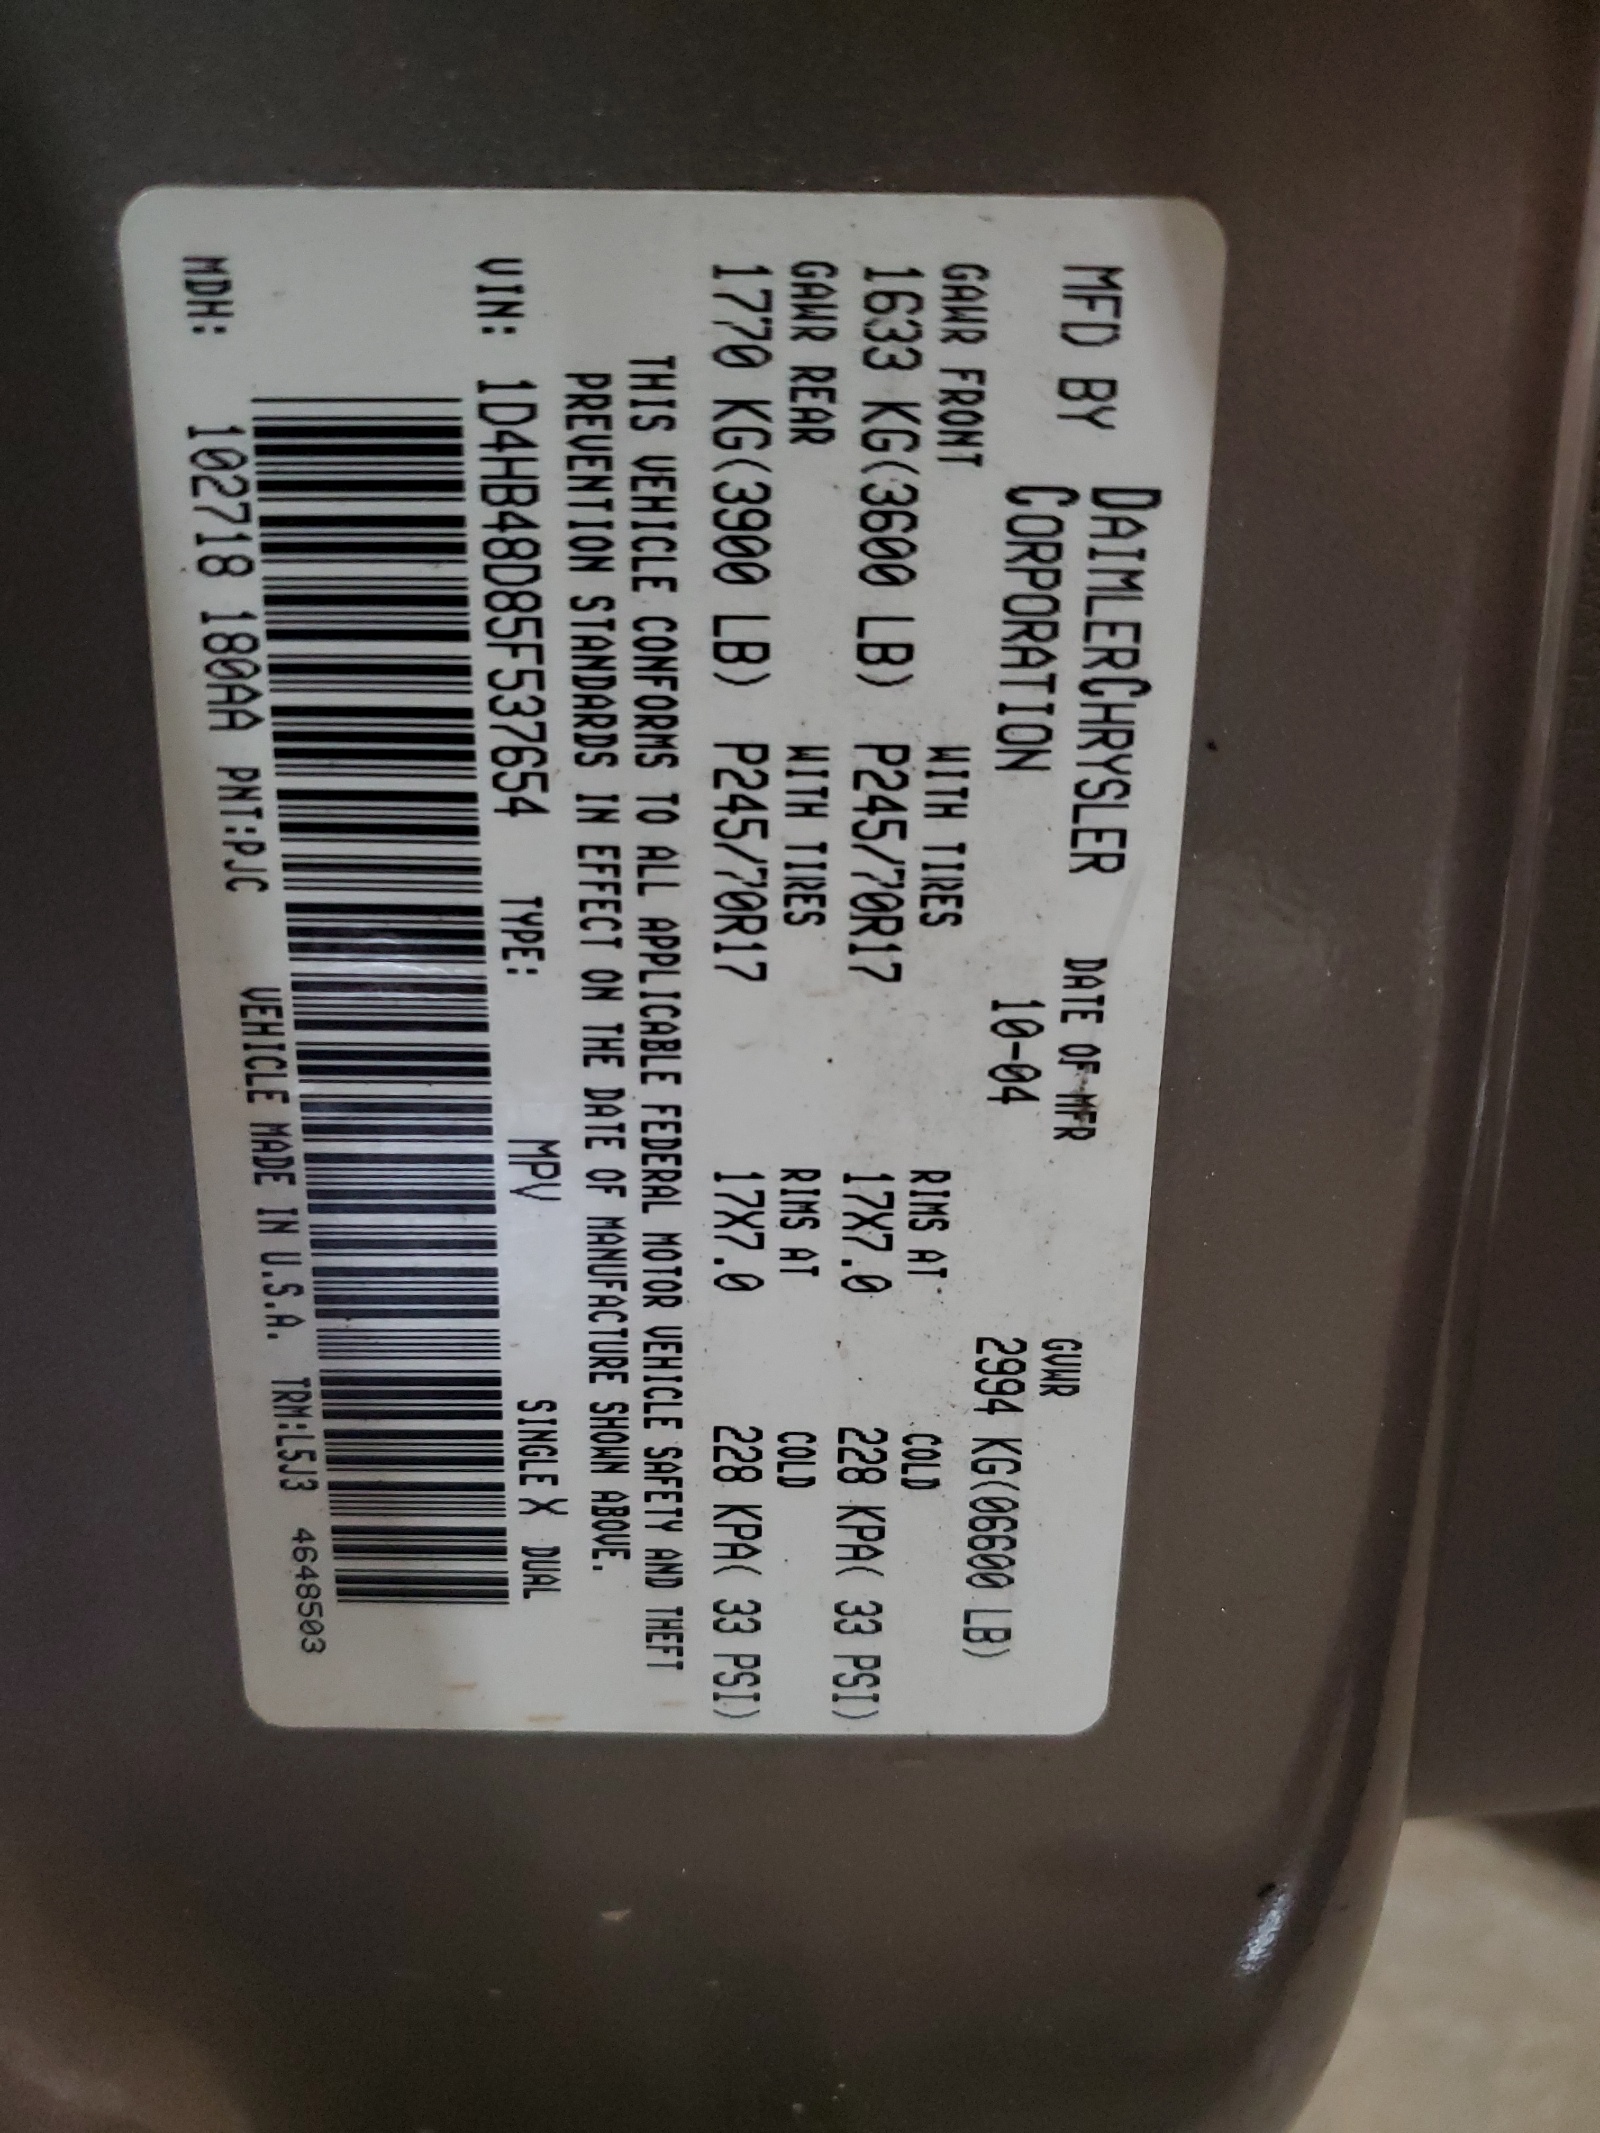 MFD BY DAIMLERCHRYSLER CORPORATION DATE OF MFR 10-04 GVWR 2994 KG(06600 LB)
GAWR FRONT WITH TIRES RIMS AT COLD
1633 KG(3600 LB) P245/70R17 17X7.0 228 KPA( 33 PSI)
GAWR REAR WITH TIRES RIMS AT COLD
1770 KG(3900 LB) P245/70R17 17X7.0 228 KPA( 33 PSI)
THIS VEHICLE CONFORMS TO ALL APPLICABLE FEDERAL MOTOR VEHICLE SAFETY AND THEFT
PREVENTION STANDARDS IN EFFECT ON THE DATE OF MANUFACTURE SHOWN ABOVE.
VIN: 1D4HB48D85F537654 TYPE: MPV SINGLE X DUAL
MDH: 102718 180AA PNT:PJC VEHICLE MADE IN U.S.A. TRM:L5J3 4648503